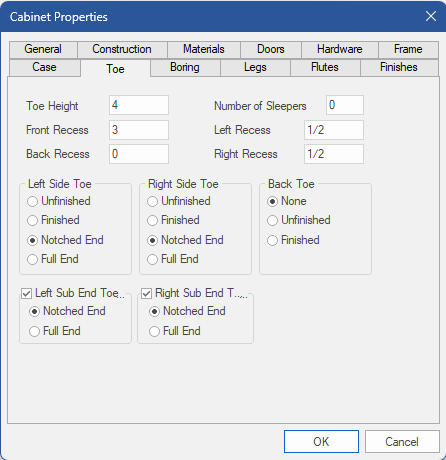 Cabinet Properties
General Construction Materials Doors Hardware Frame
Case Toe Boring Legs Flutes Finishes
Toe Height 4 Number of Sleepers 0
Front Recess 3 Left Recess 1/2
Back Recess 0 Right Recess 1/2
Left Side Toe Right Side Toe Back Toe
Unfinished Unfinished None
Finished Finished Unfinished
Notched End Notched End Finished
Full End Full End
Left Sub End Toe... Right Sub End T.....
Notched End Notched End
Full End Full End
OK Cancel